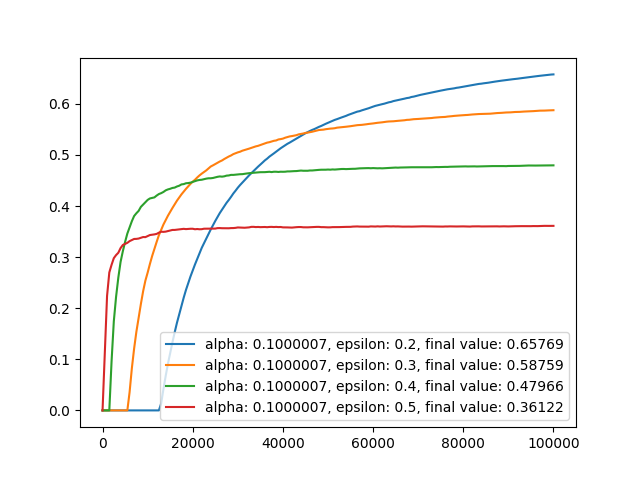 0.6
0.5
0.4
0.3
0.2
0.1
0.0
alpha: 0.1000007, epsilon: 0.2, final value: 0.65769
alpha: 0.1000007, epsilon: 0.3, final value: 0.58759
alpha: 0.1000007, epsilon: 0.4, final value: 0.47966
alpha: 0.1000007, epsilon: 0.5, final value: 0.36122
0 20000 40000 60000 80000 100000